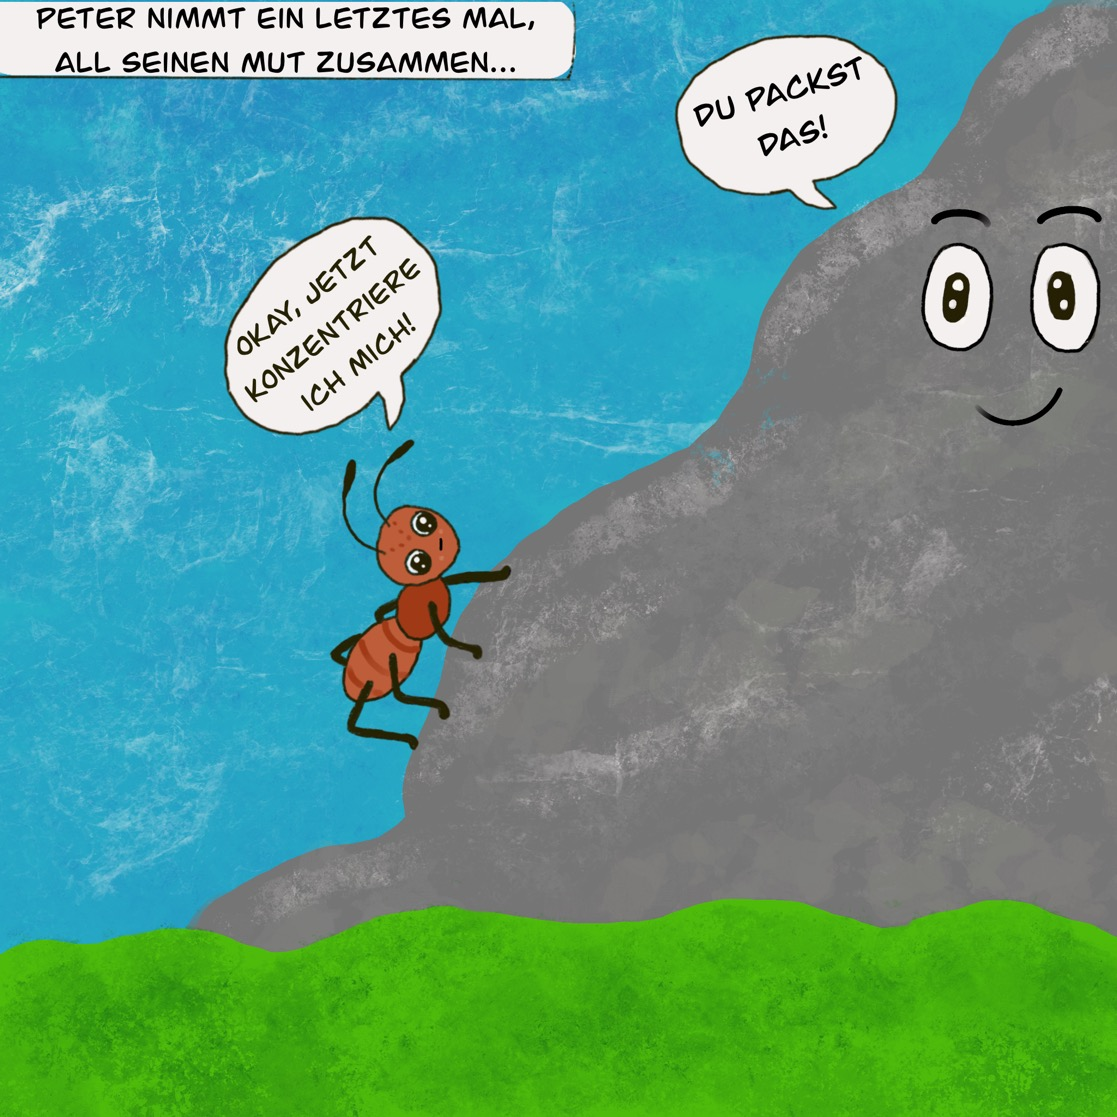 PETER NIMMT EIN LETZTES MAL,
ALL SEINEN MUT ZUSAMMEN...
DU PACKST
DAS!
OKAY, JETZT
KONZENTRIERE
ICH MICH!